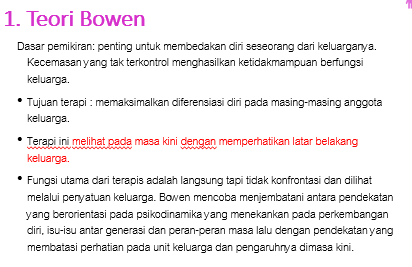 1. Teori Bowen
Dasar pemikiran: penting untuk membedakan diri seseorang dari keluarganya.
Kecemasan yang tak terkontrol menghasilkan ketidakmampuan berfungsi
keluarga.
• Tujuan terapi : memaksimalkan diferensiasi diri pada masing-masing anggota
keluarga.
• Terapi ini melihat pada masa kini dengan memperhatikan latar belakang
keluarga.
• Fungsi utama dari terapis adalah langsung tapi tidak konfrontasi dan dilihat
melalui penyatuan keluarga. Bowen mencoba menjembatani antara pendekatan
yang berorientasi pada psikodinamika yang menekankan pada perkembangan
diri, isu-isu antar generasi dan peran-peran masa lalu dengan pendekatan yang
membatasi perhatian pada unit keluarga dan pengaruhnya dimasa kini.